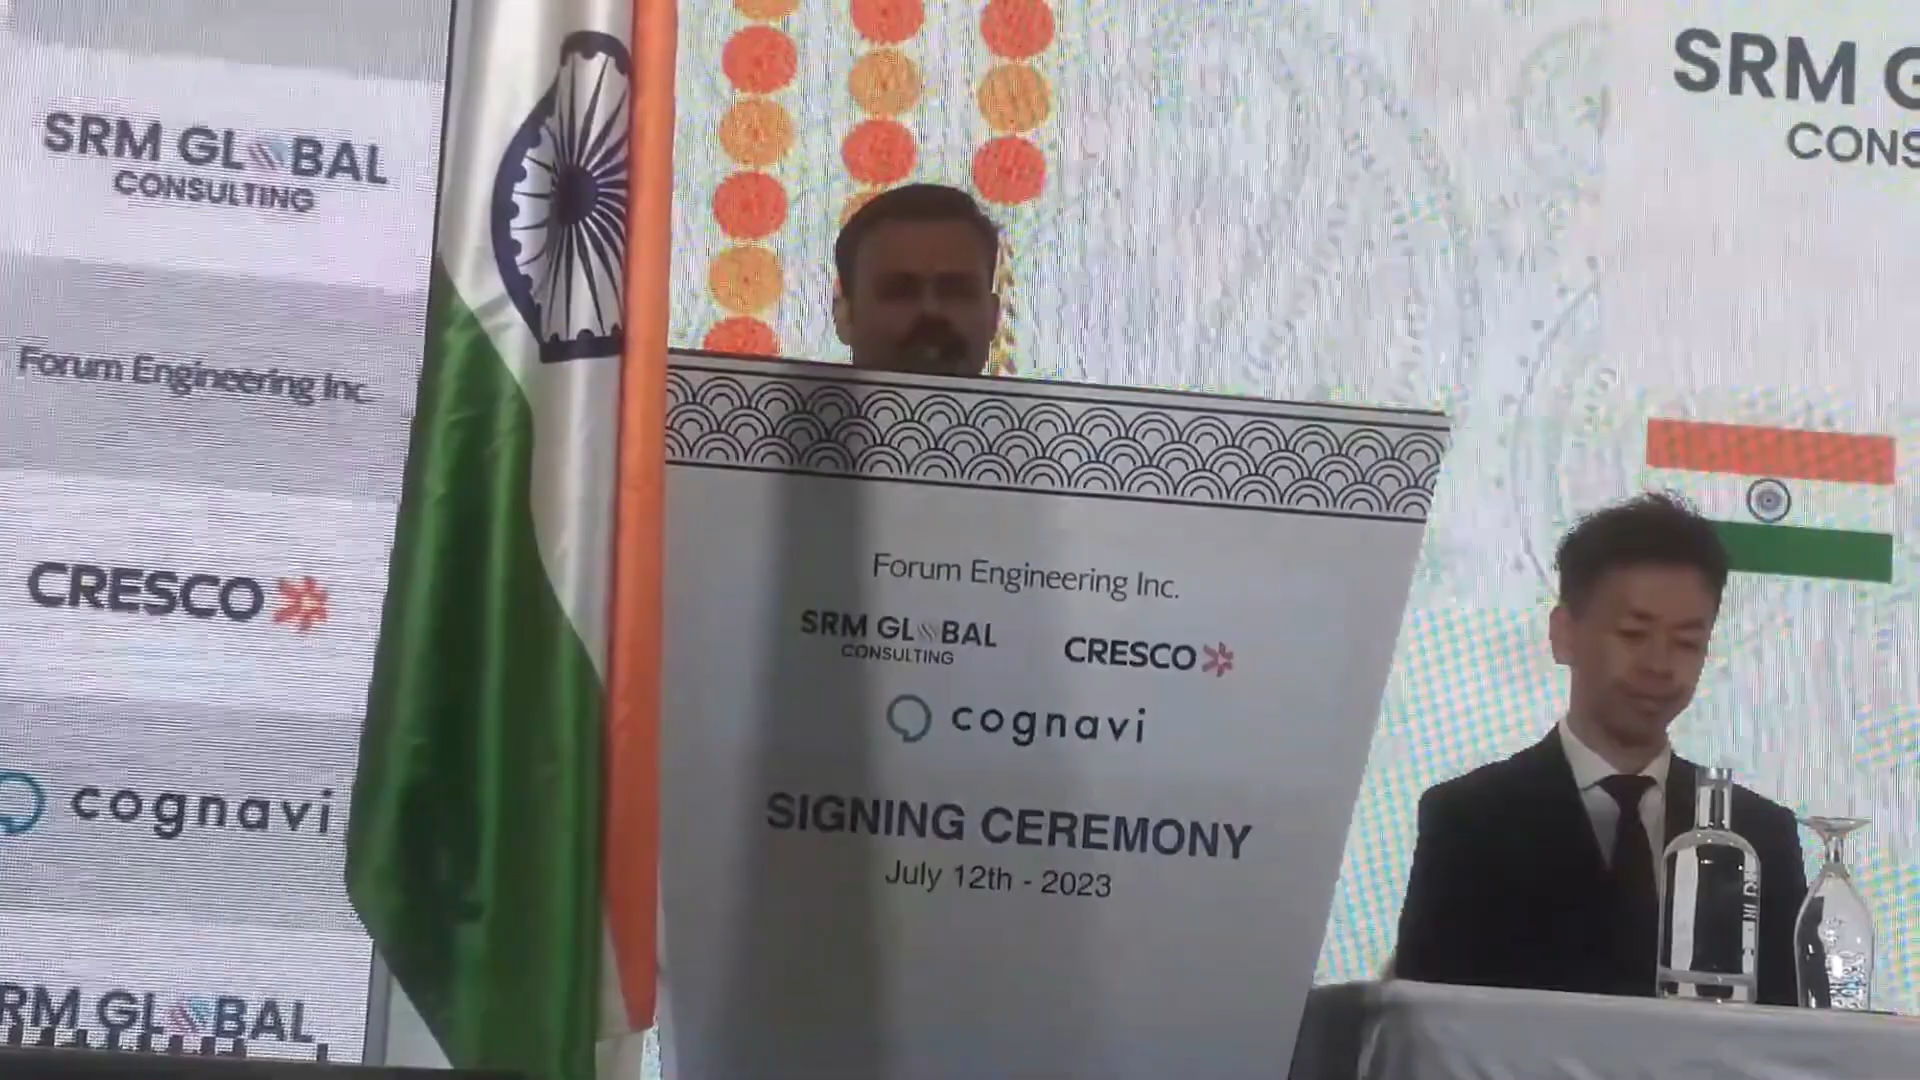 SRM GLOBAL
CONSULTING
Forum Engineering Inc.
CRESCO
cognavi
RM GLOBAL
Forum Engineering Inc.
SRM GLOBAL
CONSULTING
CRESCO
cognavi
SIGNING CEREMONY
July 12th - 2023
SRM G
CONS